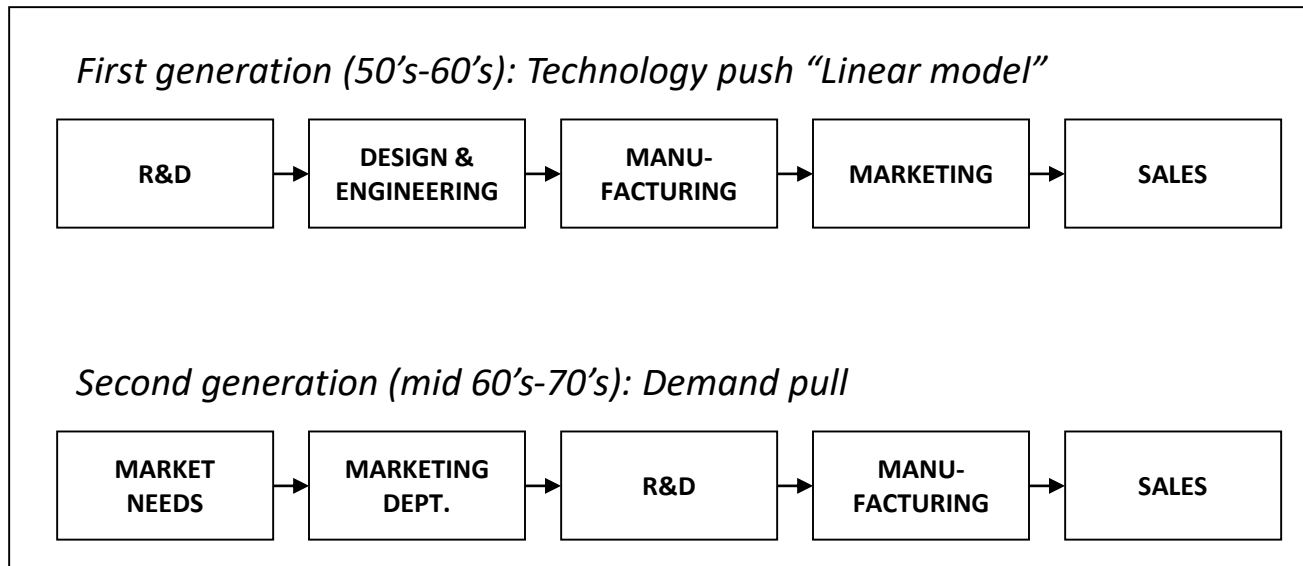 First generation (50's-60's): Technology push “Linear model”
R&D
DESIGN &
ENGINEERING
MANU-
FACTURING
MARKETING
SALES
Second generation (mid 60's-70's): Demand pull
MARKET
NEEDS
MARKETING
DEPT.
R&D
MANU-
FACTURING
SALES